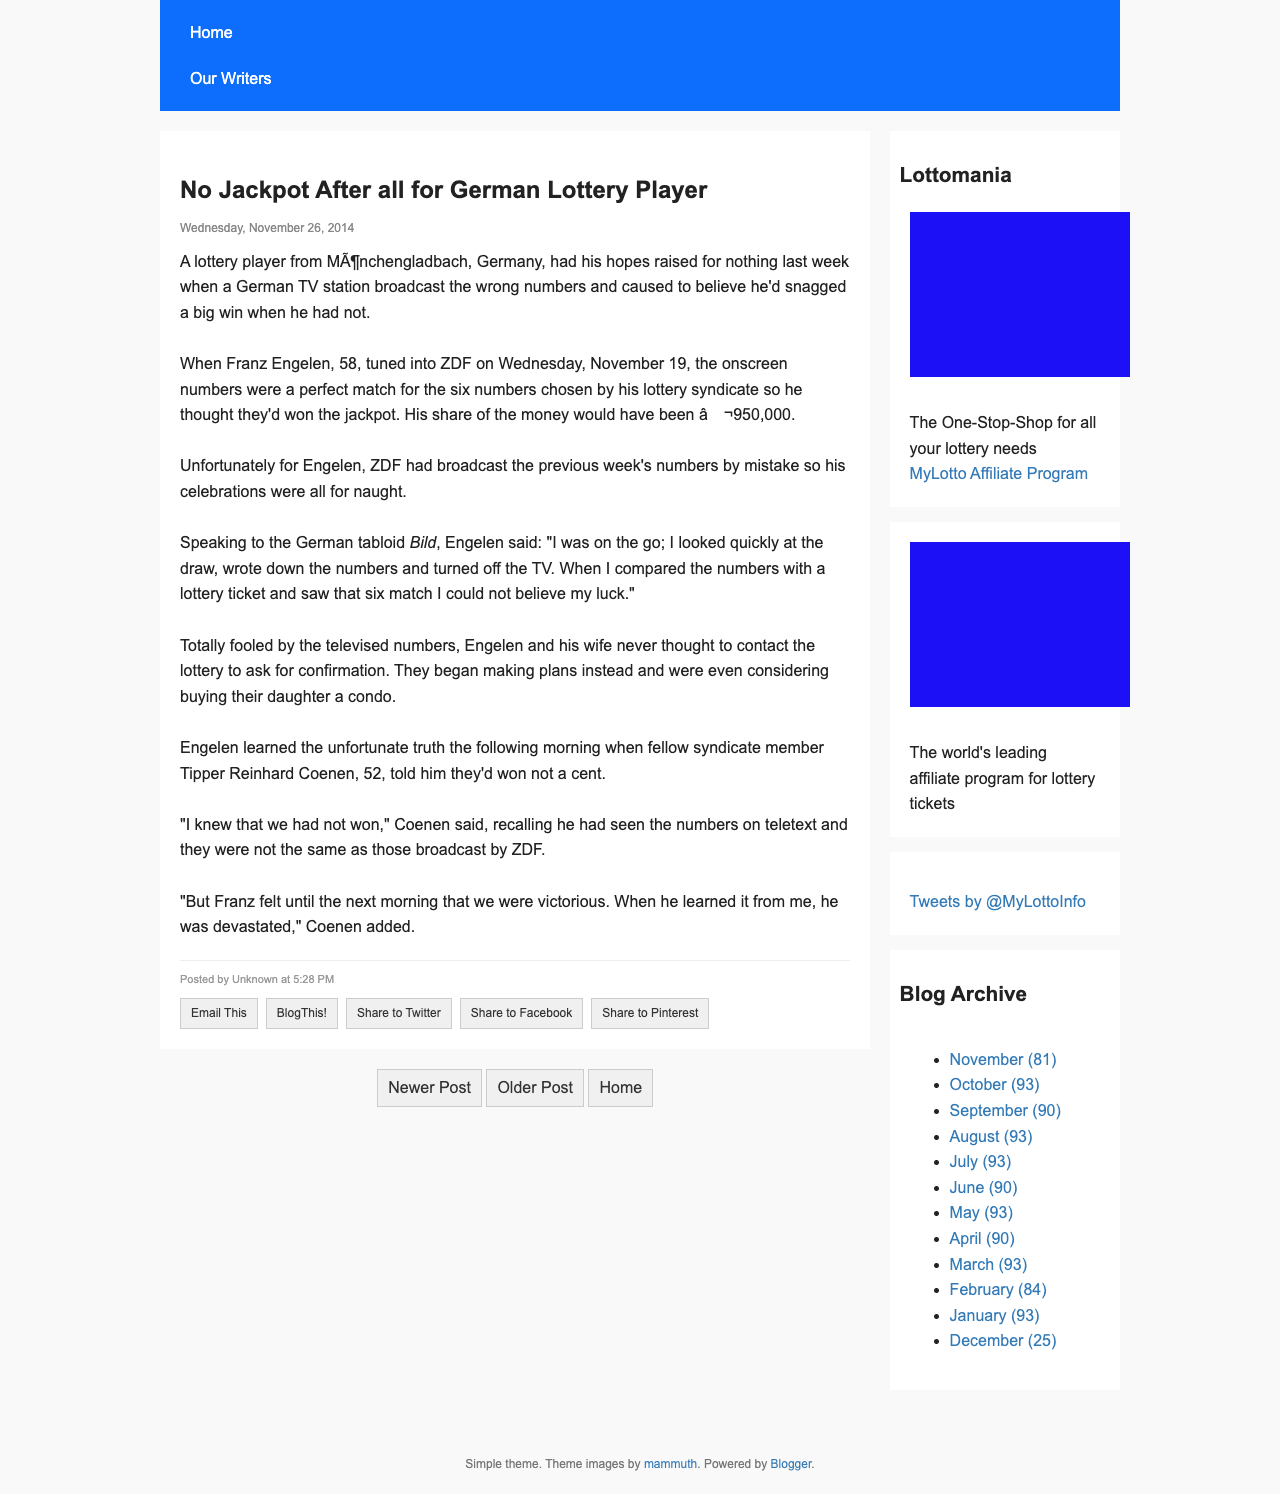 Home
Our Writers
No Jackpot After all for German Lottery Player
Wednesday, November 26, 2014
A lottery player from MÃ¶nchengladbach, Germany, had his hopes raised for nothing last week
when a German TV station broadcast the wrong numbers and caused to believe he'd snagged
a big win when he had not.
When Franz Engelen, 58, tuned into ZDF on Wednesday, November 19, the onscreen
numbers were a perfect match for the six numbers chosen by his lottery syndicate so he
thought they'd won the jackpot. His share of the money would have been â ¬950,000.
Unfortunately for Engelen, ZDF had broadcast the previous week's numbers by mistake so his
celebrations were all for naught.
Speaking to the German tabloid Bild, Engelen said: "I was on the go; I looked quickly at the
draw, wrote down the numbers and turned off the TV. When I compared the numbers with a
lottery ticket and saw that six match I could not believe my luck."
Totally fooled by the televised numbers, Engelen and his wife never thought to contact the
lottery to ask for confirmation. They began making plans instead and were even considering
buying their daughter a condo.
Engelen learned the unfortunate truth the following morning when fellow syndicate member
Tipper Reinhard Coenen, 52, told him they'd won not a cent.
"I knew that we had not won," Coenen said, recalling he had seen the numbers on teletext and
they were not the same as those broadcast by ZDF.
"But Franz felt until the next morning that we were victorious. When he learned it from me, he
was devastated," Coenen added.
Posted by Unknown at 5:28 PM
Email This
BlogThis!
Share to Twitter
Share to Facebook
Share to Pinterest
Newer Post
Older Post
Home
Lottomania
The One-Stop-Shop for all
your lottery needs
MyLotto Affiliate Program
The world's leading
affiliate program for lottery
tickets
Tweets by @MyLottoInfo
Blog Archive
November (81)
October (93)
September (90)
August (93)
July (93)
June (90)
May (93)
April (90)
March (93)
February (84)
January (93)
December (25)
Simple theme. Theme images by mammuth. Powered by Blogger.